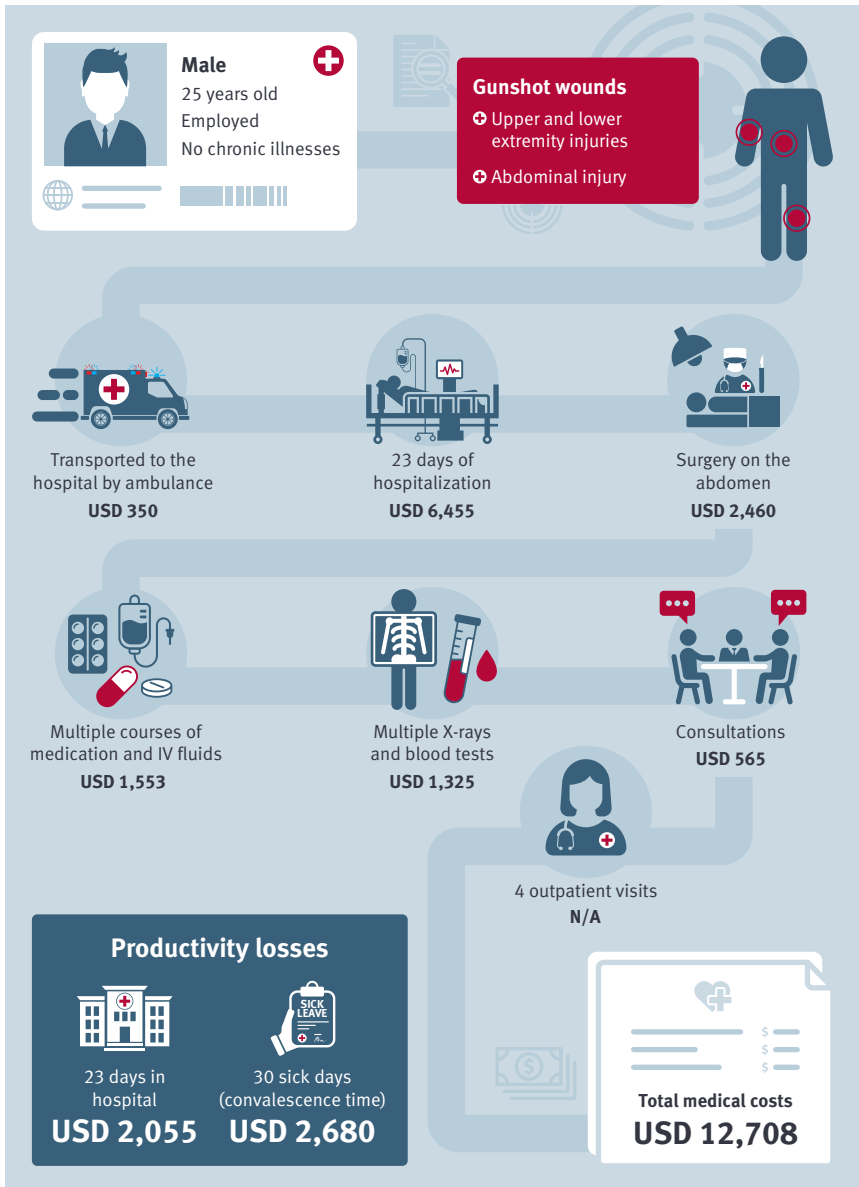 Male
25 years old
Employed
No chronic illnesses
Gunshot wounds
Upper and lower
extremity injuries
Abdominal injury
Transported to the
hospital by ambulance
USD 350
23 days of
hospitalization
USD 6,455
Surgery on the
abdomen
USD 2,460
Multiple courses of
medication and IV fluids
USD 1,553
Multiple X-rays
and blood tests
USD 1,325
Consultations
USD 565
4 outpatient visits
N/A
Productivity losses
SICK
LEAVE
23 days in
hospital
USD 2,055
30 sick days
(convalescence time)
USD 2,680
$
$
$
$
Total medical costs
USD 12,708